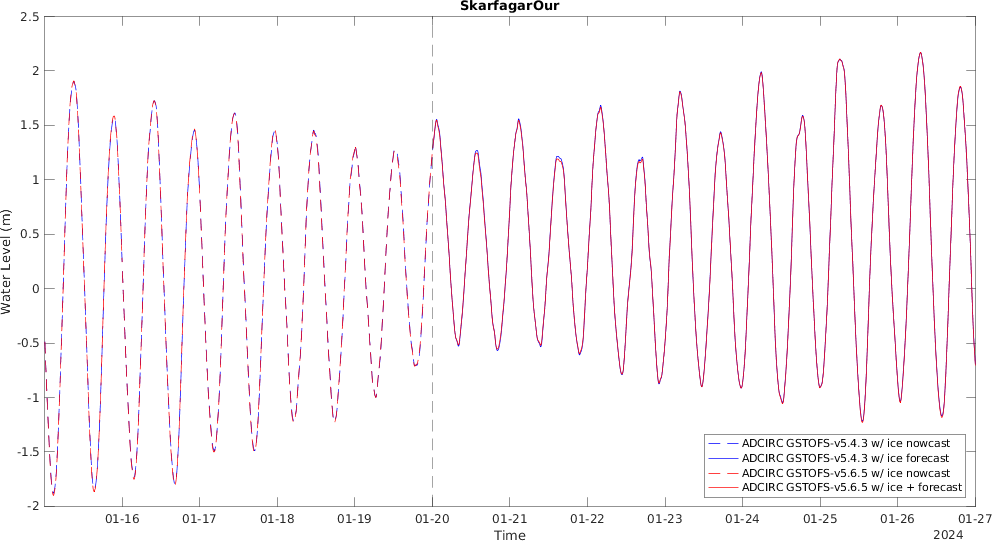 SkarfagarOur
2.5
2
1.5
1
0.5
0
-0.5
-1
-1.5
-2
Water Level (m)
01-16 01-17 01-18 01-19 01-20 01-21 01-22 01-23 01-24 01-25 01-26 01-27
Time
2024
ADCIRC GSTOFS-v5.4.3 w/ ice nowcast
ADCIRC GSTOFS-v5.4.3 w/ ice forecast
ADCIRC GSTOFS-v5.6.5 w/ ice nowcast
ADCIRC GSTOFS-v5.6.5 w/ ice + forecast